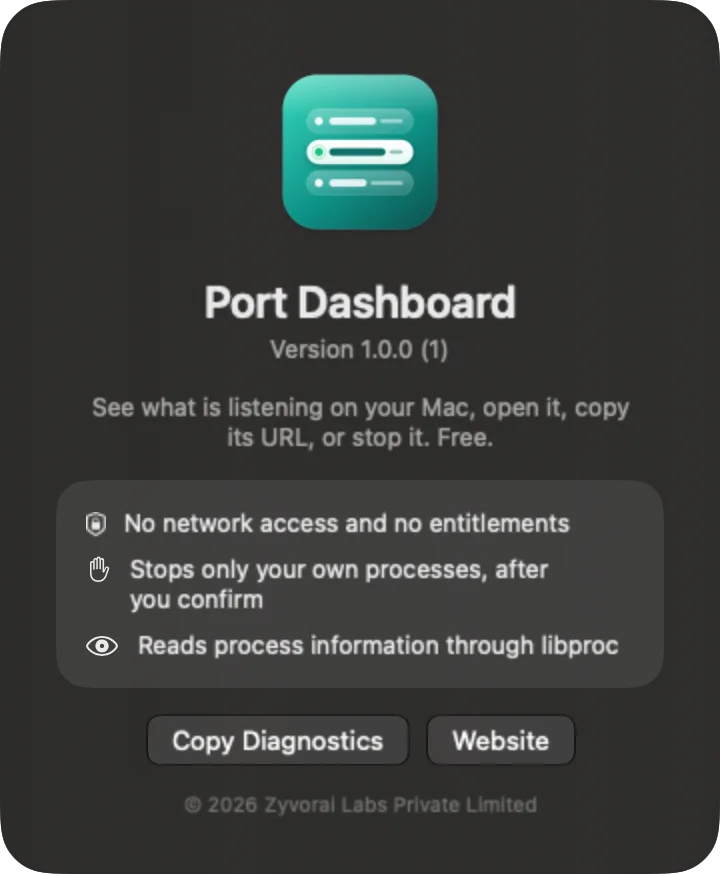 Port Dashboard
Version 1.0.0 (1)
See what is listening on your Mac, open it, copy
its URL, or stop it. Free.
No network access and no entitlements
Stops only your own processes, after
you confirm
Reads process information through libproc
Copy Diagnostics
Website
© 2026 Zyvorai Labs Private Limited